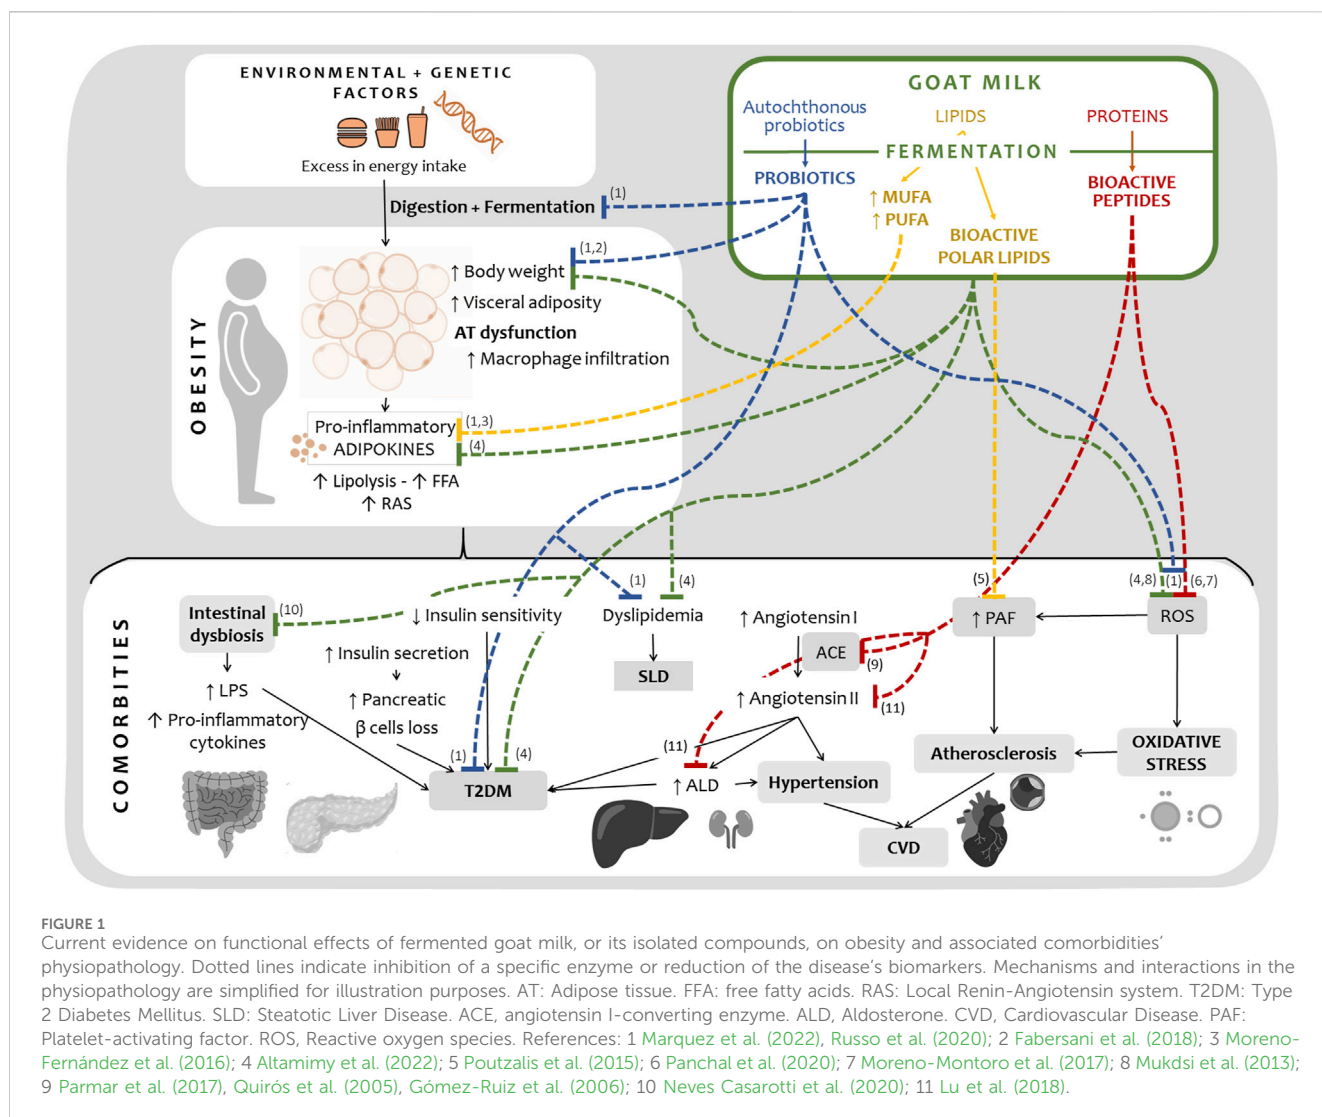 ENVIRONMENTAL + GENETIC
FACTORS
Excess in energy intake
GOAT MILK
Autochthonous
probiotics
LIPIDS
PROTEINS
FERMENTATION
PROBIOTICS
↑ MUFA
↑ PUFA
BIOACTIVE
POLAR LIPIDS
BIOACTIVE
PEPTIDES
Digestion + Fermentation
(1)
OBESITY
(1,2)
↑ Body weight
↑ Visceral adiposity
AT dysfunction
↑ Macrophage infiltration
Pro-inflammatory
ADIPOKINES
(1,3)
(4)
↑ Lipolysis - ↑ FFA
↑ RAS
COMORBITIES
Intestinal
dysbiosis
(10)
↑ LPS
↑ Pro-inflammatory
cytokines
↓ Insulin sensitivity
↑ Insulin secretion
↑ Pancreatic
β cells loss
(1)
(4)
T2DM
(1)
(4)
Dyslipidemia
SLD
↑ Angiotensin I
ACE
(9)
↑ Angiotensin II
(11)
(11)
↑ ALD
Hypertension
CVD
(5)
↑ PAF
(4,8)
(1)
(6,7)
ROS
Atherosclerosis
OXIDATIVE
STRESS
FIGURE 1
Current evidence on functional effects of fermented goat milk, or its isolated compounds, on obesity and associated comorbidities'
physiopathology. Dotted lines indicate inhibition of a specific enzyme or reduction of the disease's biomarkers. Mechanisms and interactions in the
physiopathology are simplified for illustration purposes. AT: Adipose tissue. FFA: free fatty acids. RAS: Local Renin-Angiotensin system. T2DM: Type
2 Diabetes Mellitus. SLD: Steatotic Liver Disease. ACE, angiotensin I-converting enzyme. ALD, Aldosterone. CVD, Cardiovascular Disease. PAF:
Platelet-activating factor. ROS, Reactive oxygen species. References: 1 Marquez et al. (2022), Russo et al. (2020); 2 Fabersani et al. (2018); 3 Moreno-
Fernández et al. (2016); 4 Altamimy et al. (2022); 5 Poutzalis et al. (2015); 6 Panchal et al. (2020); 7 Moreno-Montoro et al. (2017); 8 Mukdsi et al. (2013);
9 Parmar et al. (2017), Quirós et al. (2005), Gómez-Ruiz et al. (2006); 10 Neves Casarotti et al. (2020); 11 Lu et al. (2018).